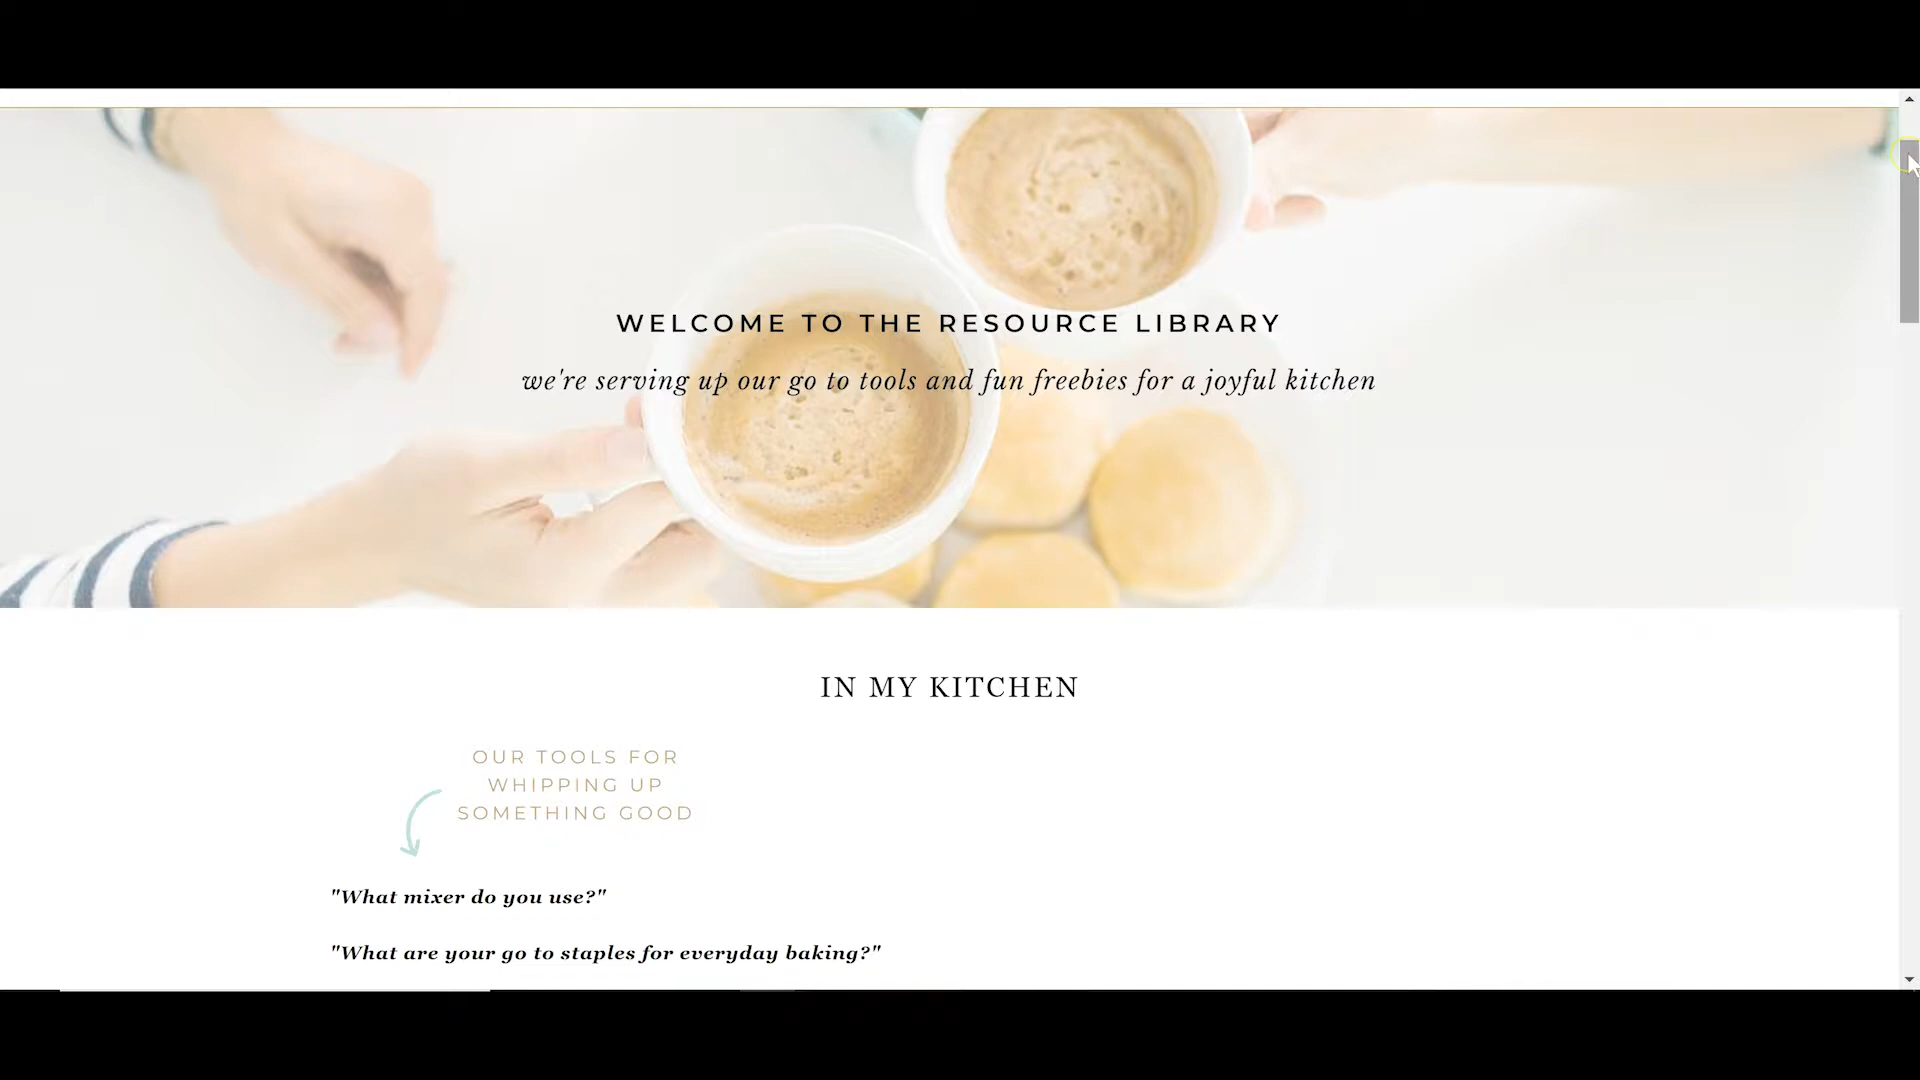 WELCOME TO THE RESOURCE LIBRARY
we're serving up our go to tools and fun freebies for a joyful kitchen
IN MY KITCHEN
OUR TOOLS FOR
WHIPPING UP
SOMETHING GOOD
"What mixer do you use?"
"What are your go to staples for everyday baking?"